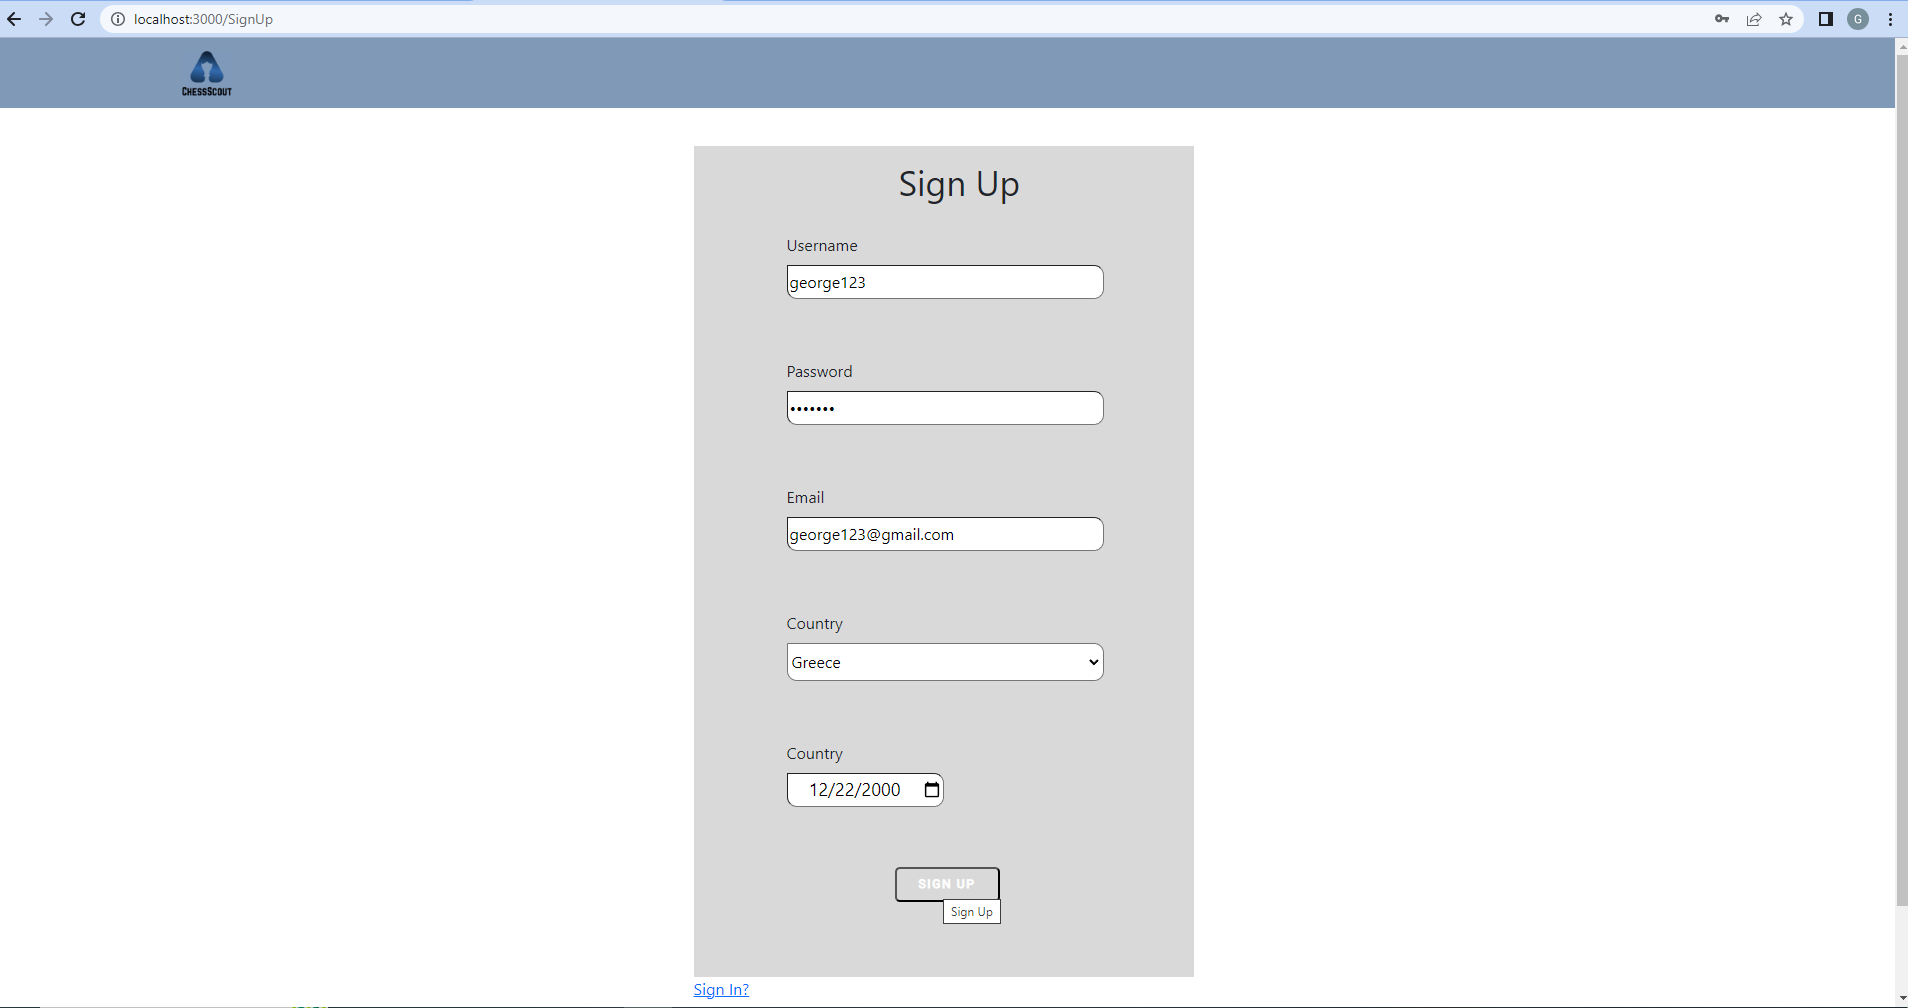 localhost:3000/SignUp
G
ChessScout
Sign Up
Username
george123
Password
•••••••
Email
george123@gmail.com
Country
Greece
Country
12/22/2000
SIGN UP
Sign Up
Sign In?